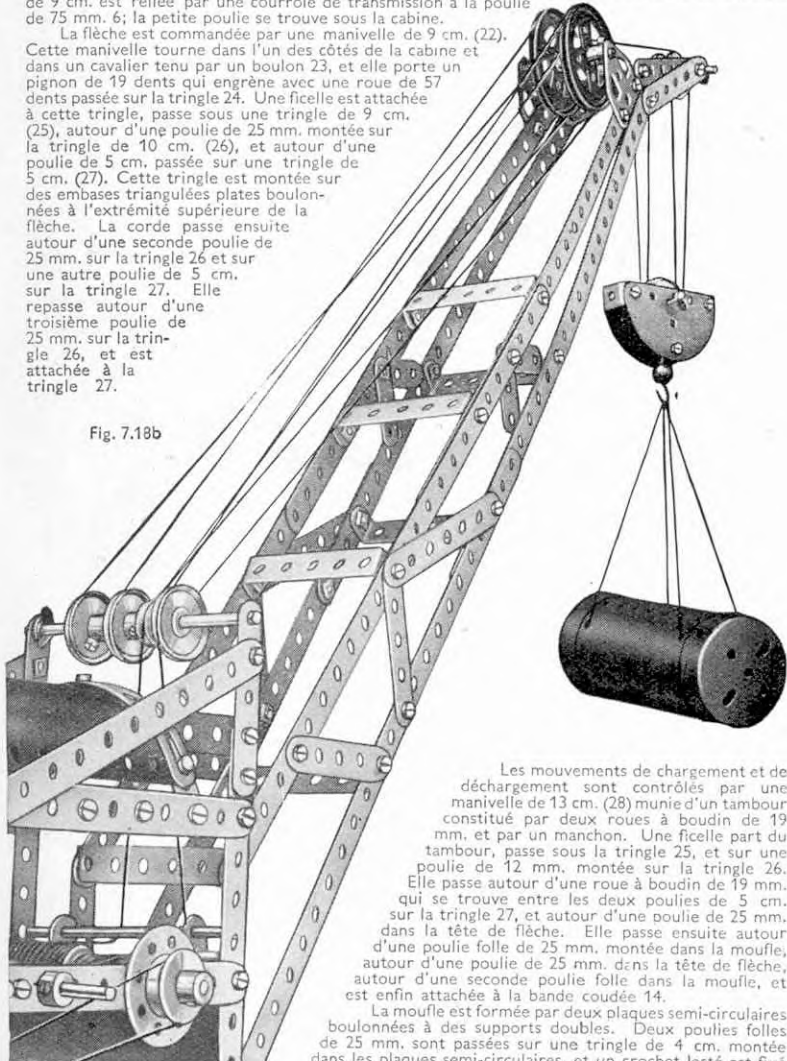 de 9 cm. est reliée par une courroie de transmission à la poulie
de 75 mm. 6; la petite poulie se trouve sous la cabine.
La flèche est commandée par une manivelle de 9 cm. (22).
Cette manivelle tourne dans l'un des côtés de la cabine et
dans un cavalier tenu par un boulon 23, et elle porte un
pignon de 19 dents qui engrène avec une roue de 57
dents passée sur la tringle 24. Une ficelle est attachée
à cette tringle, passe sous une tringle de 9 cm.
(25), autour d'une poulie de 25 mm. montée sur
la tringle de 10 cm. (26), et autour d'une
poulie de 5 cm. passée sur une tringle de
5 cm. (27). Cette tringle est montée sur
des embases triangulées plates boulon-
nées à l'extrémité supérieure de la
flèche. La corde passe ensuite
autour d'une seconde poulie de
25 mm. sur la tringle 26 et sur
une autre poulie de 5 cm.
sur la tringle 27. Elle
repasse autour d'une
troisième poulie de
25 mm. sur la trin-
gle 26, et est
attachée à la
tringle 27.
Fig. 7.18b
Les mouvements de chargement et de
déchargement sont contrôlés par une
manivelle de 13 cm. (28) munie d'un tambour
constitué par deux roues à boudin de 19
mm. et par un manchon. Une ficelle part du
tambour, passe sous la tringle 25, et sur une
poulie de 12 mm. montée sur la tringle 26.
Elle passe autour d'une roue à boudin de 19 mm.
qui se trouve entre les deux poulies de 5 cm.
sur la tringle 27, et autour d'une poulie de 25 mm.
dans la tête de flèche. Elle passe ensuite autour
d'une poulie folle de 25 mm. montée dans la moufle,
autour d'une poulie de 25 mm. dans la tête de flèche,
autour d'une seconde poulie folle dans la moufle, et
est enfin attachée à la bande coudée 14.
La moufle est formée par deux plaques semi-circulaires
boulonnées à des supports doubles. Deux poulies folles
de 25 mm. sont passées sur une tringle de 4 cm. montée
dans les plaques semi-circulaires, et un crochet lesté est fixé